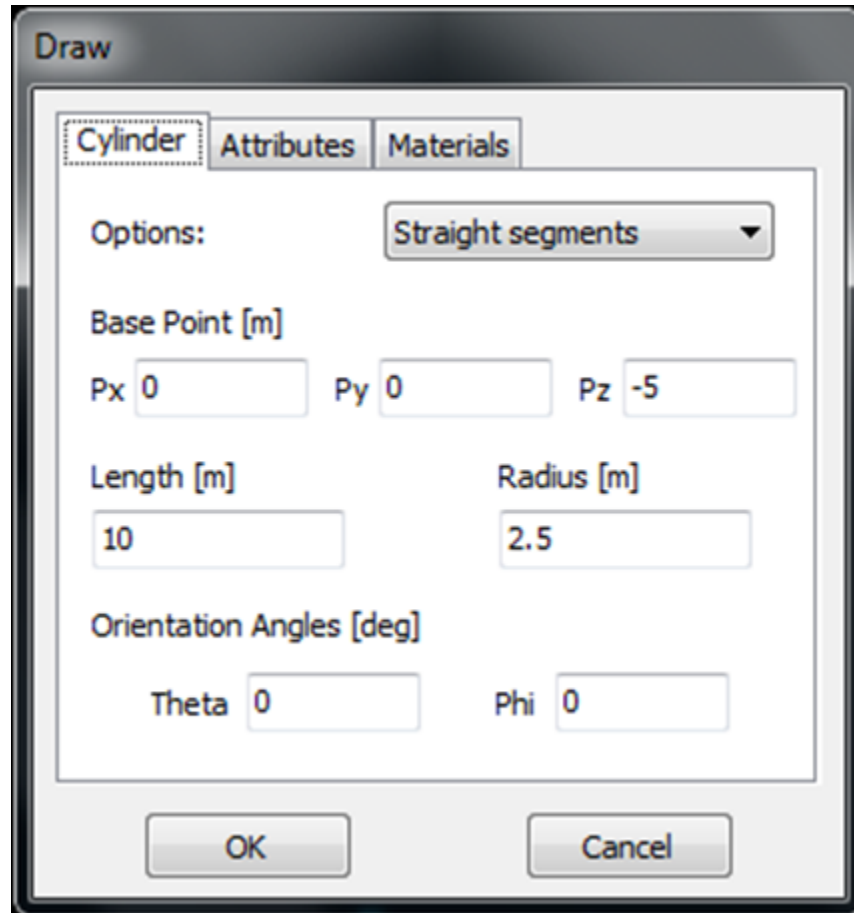 Draw
Cylinder Attributes Materials
Options: Straight segments
Base Point [m]
Px 0 Py 0 Pz -5
Length [m] Radius [m]
10 2.5
Orientation Angles [deg]
Theta 0 Phi 0
OK Cancel